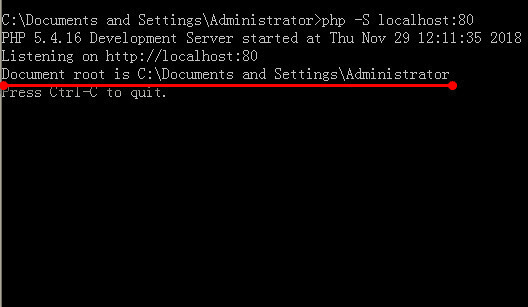 C:\Documents and Settings\Administrator>php -S localhost:80
PHP 5.4.16 Development Server started at Thu Nov 29 12:11:35 2018
Listening on http://localhost:80
Document root is C:\Documents and Settings\Administrator
Press Ctrl-C to quit.